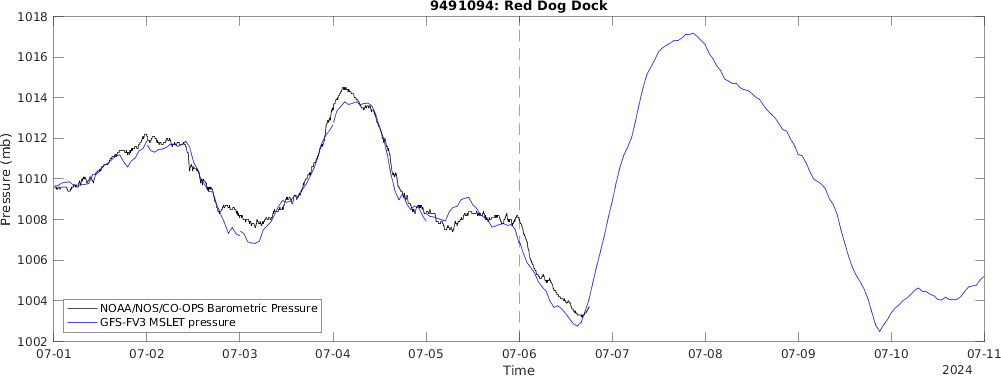 9491094: Red Dog Dock
Pressure (mb)
1018
1016
1014
1012
1010
1008
1006
1004
1002
NOAA/NOS/CO-OPS Barometric Pressure
GFS-FV3 MSLET pressure
07-01 07-02 07-03 07-04 07-05 07-06 07-07 07-08 07-09 07-10 07-11
Time
2024